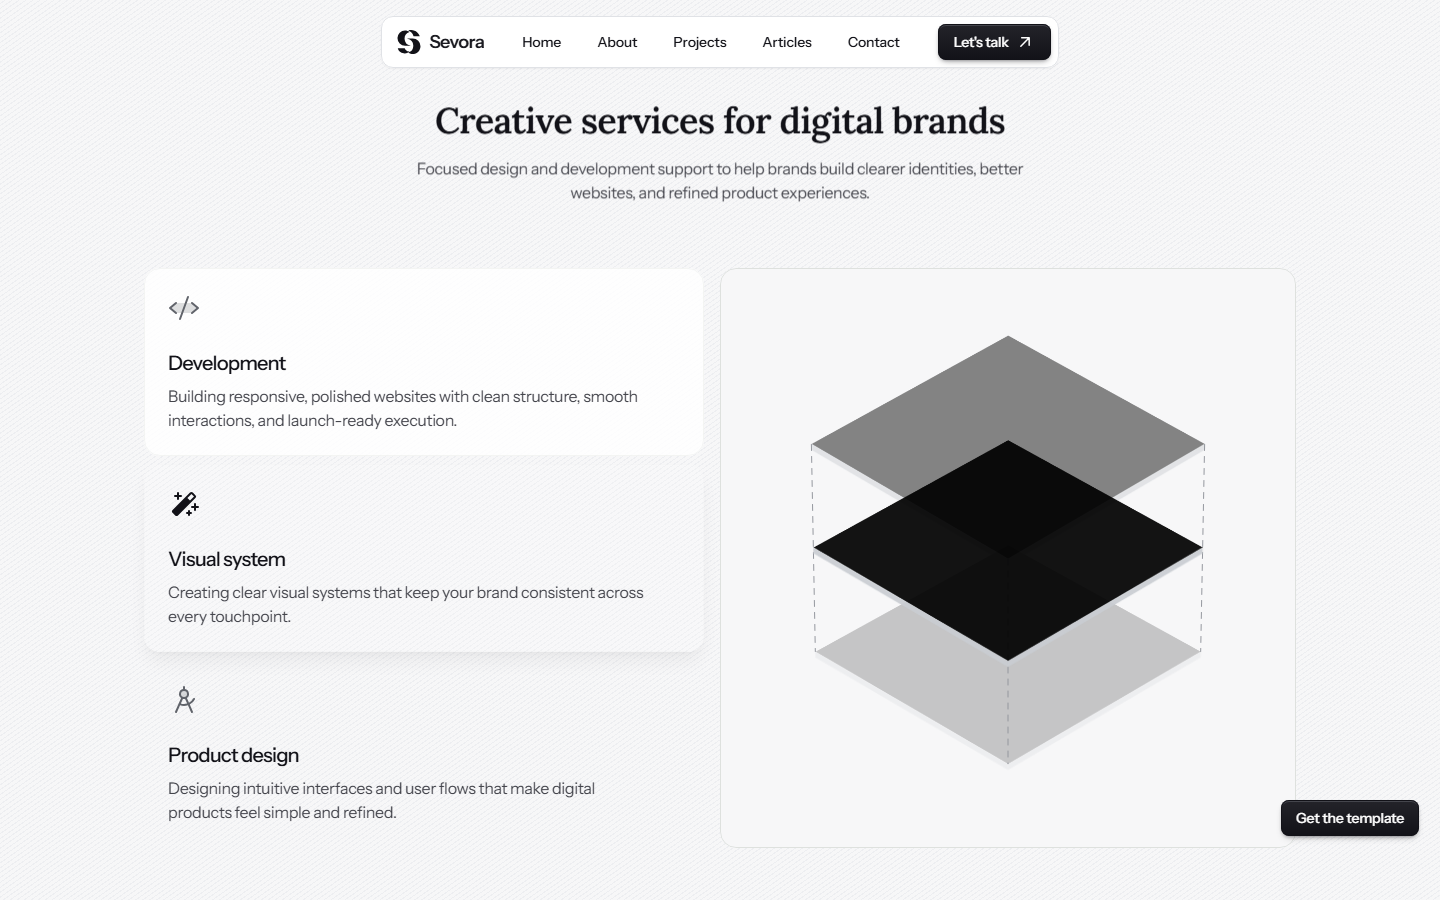 Sevora
Home
About
Projects
Articles
Contact
Let's talk
Creative services for digital brands
Focused design and development support to help brands build clearer identities, better
websites, and refined product experiences.
Development
Building responsive, polished websites with clean structure, smooth
interactions, and launch-ready execution.
Visual system
Creating clear visual systems that keep your brand consistent across
every touchpoint.
Product design
Designing intuitive interfaces and user flows that make digital
products feel simple and refined.
Get the template